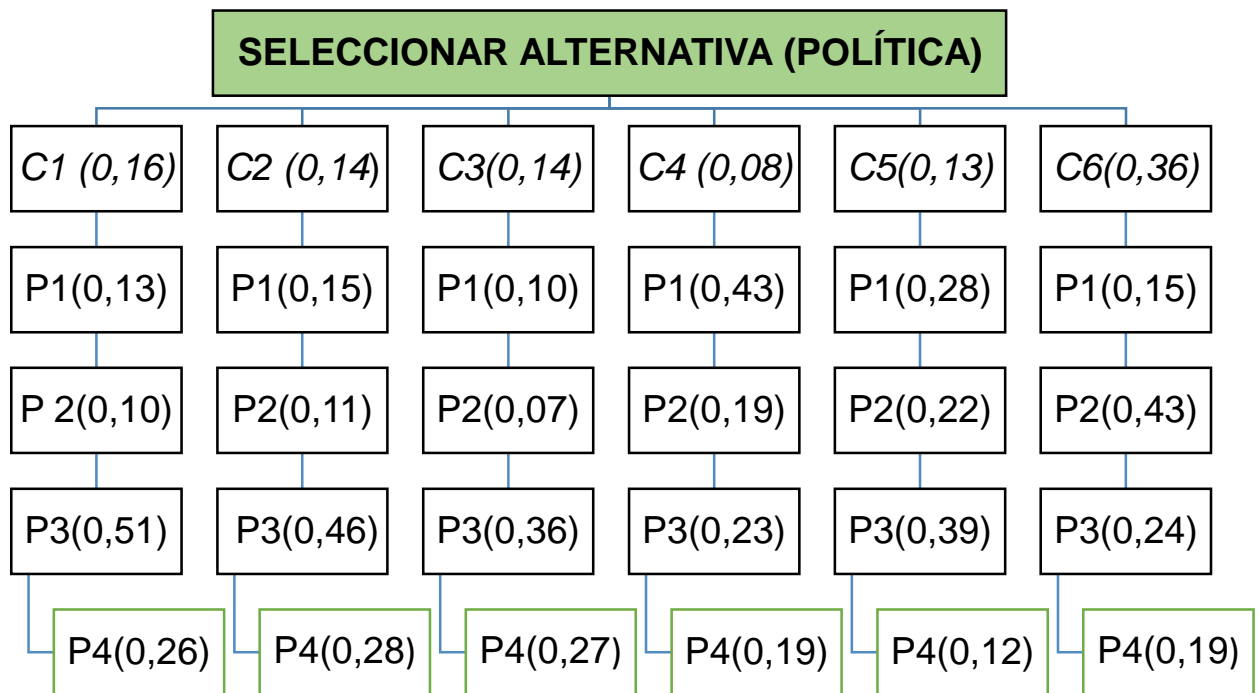 SELECCIONAR ALTERNATIVA (POLÍTICA)
C1 (0,16) C2 (0,14) C3(0,14) C4 (0,08) C5(0,13) C6(0,36)
P1(0,13) P1(0,15) P1(0,10) P1(0,43) P1(0,28) P1(0,15)
P 2(0,10) P2(0,11) P2(0,07) P2(0,19) P2(0,22) P2(0,43)
P3(0,51) P3(0,46) P3(0,36) P3(0,23) P3(0,39) P3(0,24)
P4(0,26) P4(0,28) P4(0,27) P4(0,19) P4(0,12) P4(0,19)